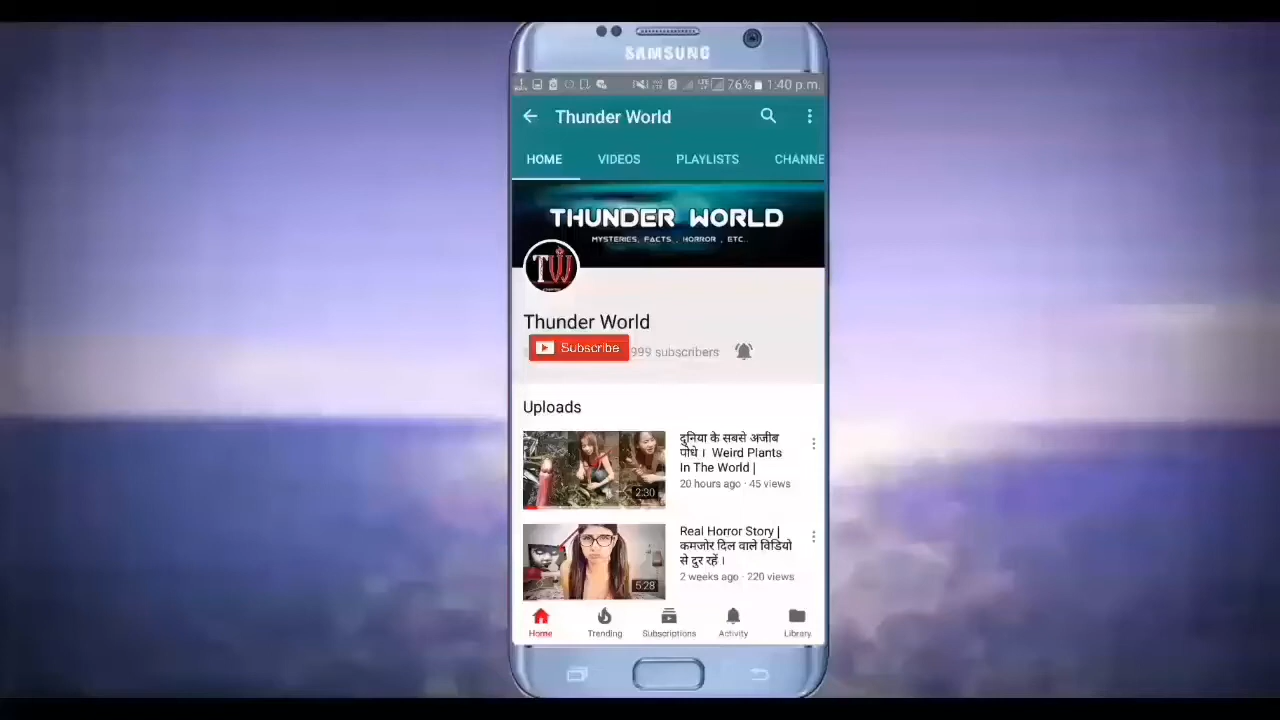 SAMSUNG
76% 1:40 p.m.
Thunder World
HOME VIDEOS PLAYLISTS CHANNE
THUNDER WORLD
MYSTERIES, FACTS, , HORROR , ETC..
TW
Thunder World
Subscribe 999 subscribers
Uploads
दुनिया के सबसे अजीब
पोधे । Weird Plants
In The World |
20 hours ago · 45 views
2:30
Real Horror Story |
कमजोर दिल वाले विडियो
से दुर रहें ।
2 weeks ago · 220 views
5:28
Home Trending Subscriptions Activity Library